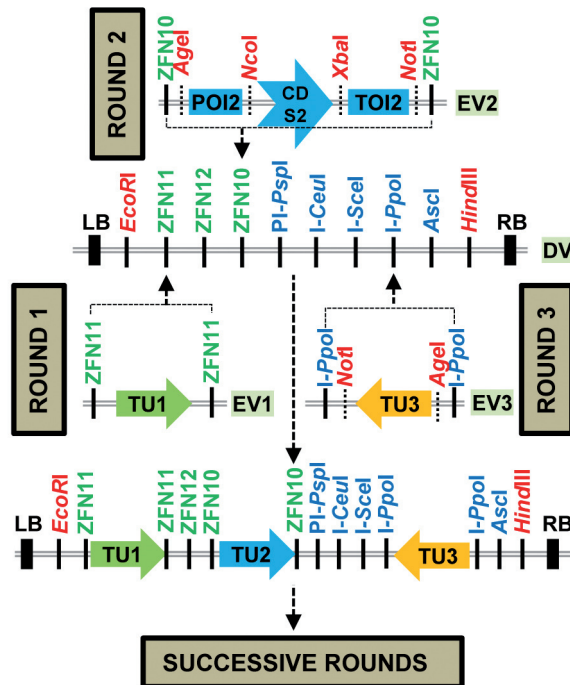 ROUND 2
ZFN10
AgeI
NcoI
XbaI
NotI
ZFN10
POI2
CD
S2
TOI2
EV2
LB
EcoRI
ZFN11
ZFN12
ZFN10
PI-PspI
I-CeuI
I-SceI
I-PpoI
AscI
HindIII
RB
DV
ROUND 1
ZFN11
ZFN11
TU1
EV1
I-PpoI
NotI
AgeI
I-PpoI
TU3
EV3
ROUND 3
LB
EcoRI
ZFN11
ZFN11
ZFN12
ZFN10
ZFN10
PI-PspI
I-CeuI
I-SceI
I-PpoI
I-PpoI
AscI
HindIII
RB
TU1
TU2
TU3
SUCCESSIVE ROUNDS